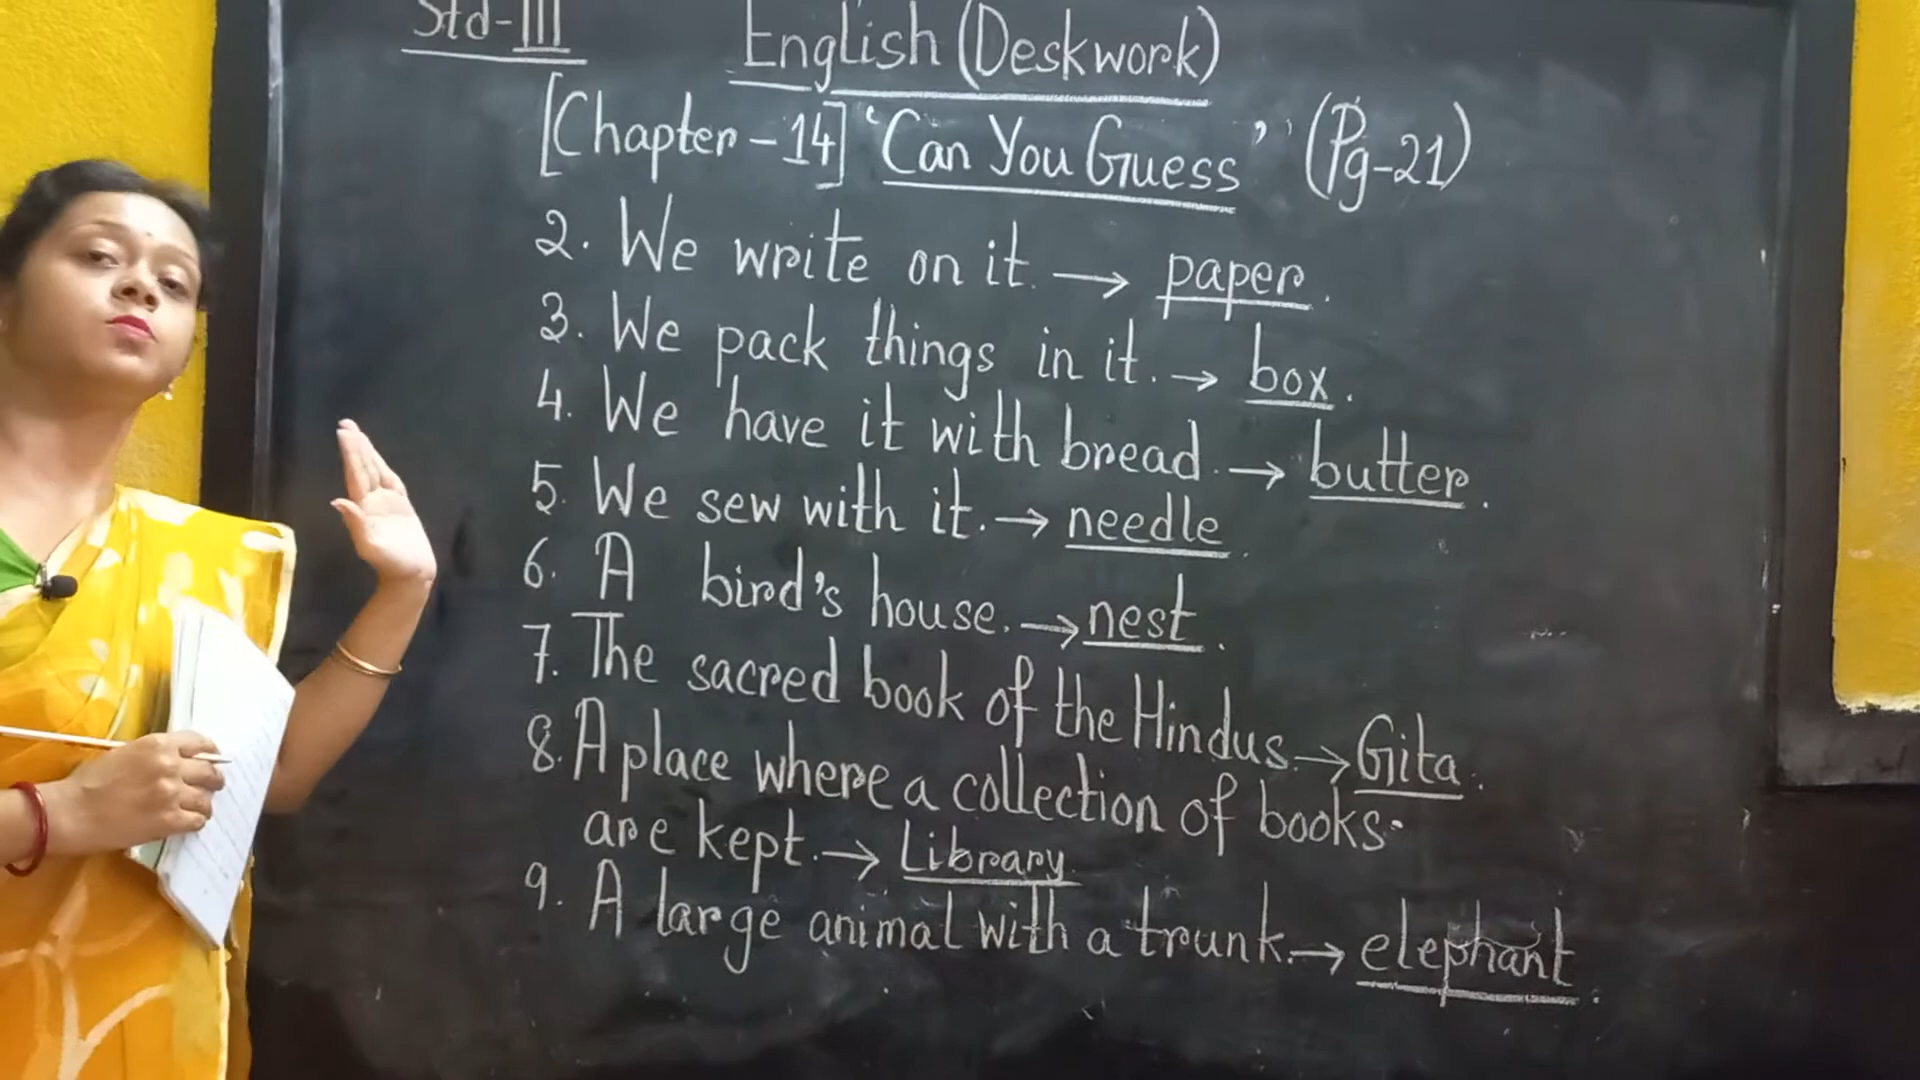 Std-III
English (Deskwork)
[Chapter-14] 'Can You Guess' (Pg-21)
2. We write on it. → paper.
3. We pack things in it. → box.
4. We have it with bread. → butter.
5. We sew with it. → needle.
6. A bird's house. → nest.
7. The sacred book of the Hindus. → Gita.
8. A place where a collection of books
are kept. → Library.
9. A large animal with a trunk. → elephant.